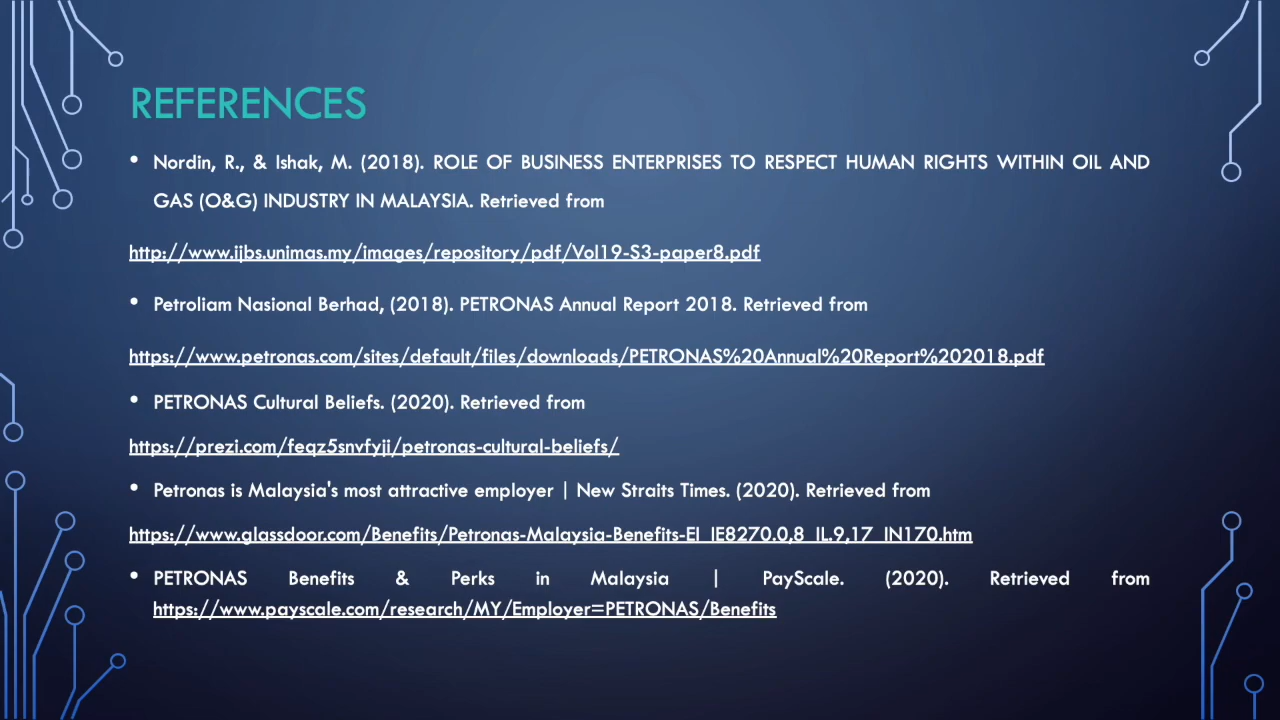 REFERENCES
• Nordin, R., & Ishak, M. (2018). ROLE OF BUSINESS ENTERPRISES TO RESPECT HUMAN RIGHTS WITHIN OIL AND
GAS (O&G) INDUSTRY IN MALAYSIA. Retrieved from
http://www.ijbs.unimas.my/images/repository/pdf/Vol19-S3-paper8.pdf
• Petroliam Nasional Berhad, (2018). PETRONAS Annual Report 2018. Retrieved from
https://www.petronas.com/sites/default/files/downloads/PETRONAS%20Annual%20Report%202018.pdf
• PETRONAS Cultural Beliefs. (2020). Retrieved from
https://prezi.com/feqz5snvfyji/petronas-cultural-beliefs/
• Petronas is Malaysia's most attractive employer | New Straits Times. (2020). Retrieved from
https://www.glassdoor.com/Benefits/Petronas-Malaysia-Benefits-EI_IE8270.0,8_IL.9,17_IN170.htm
• PETRONAS Benefits & Perks in Malaysia | PayScale. (2020). Retrieved from
https://www.payscale.com/research/MY/Employer=PETRONAS/Benefits